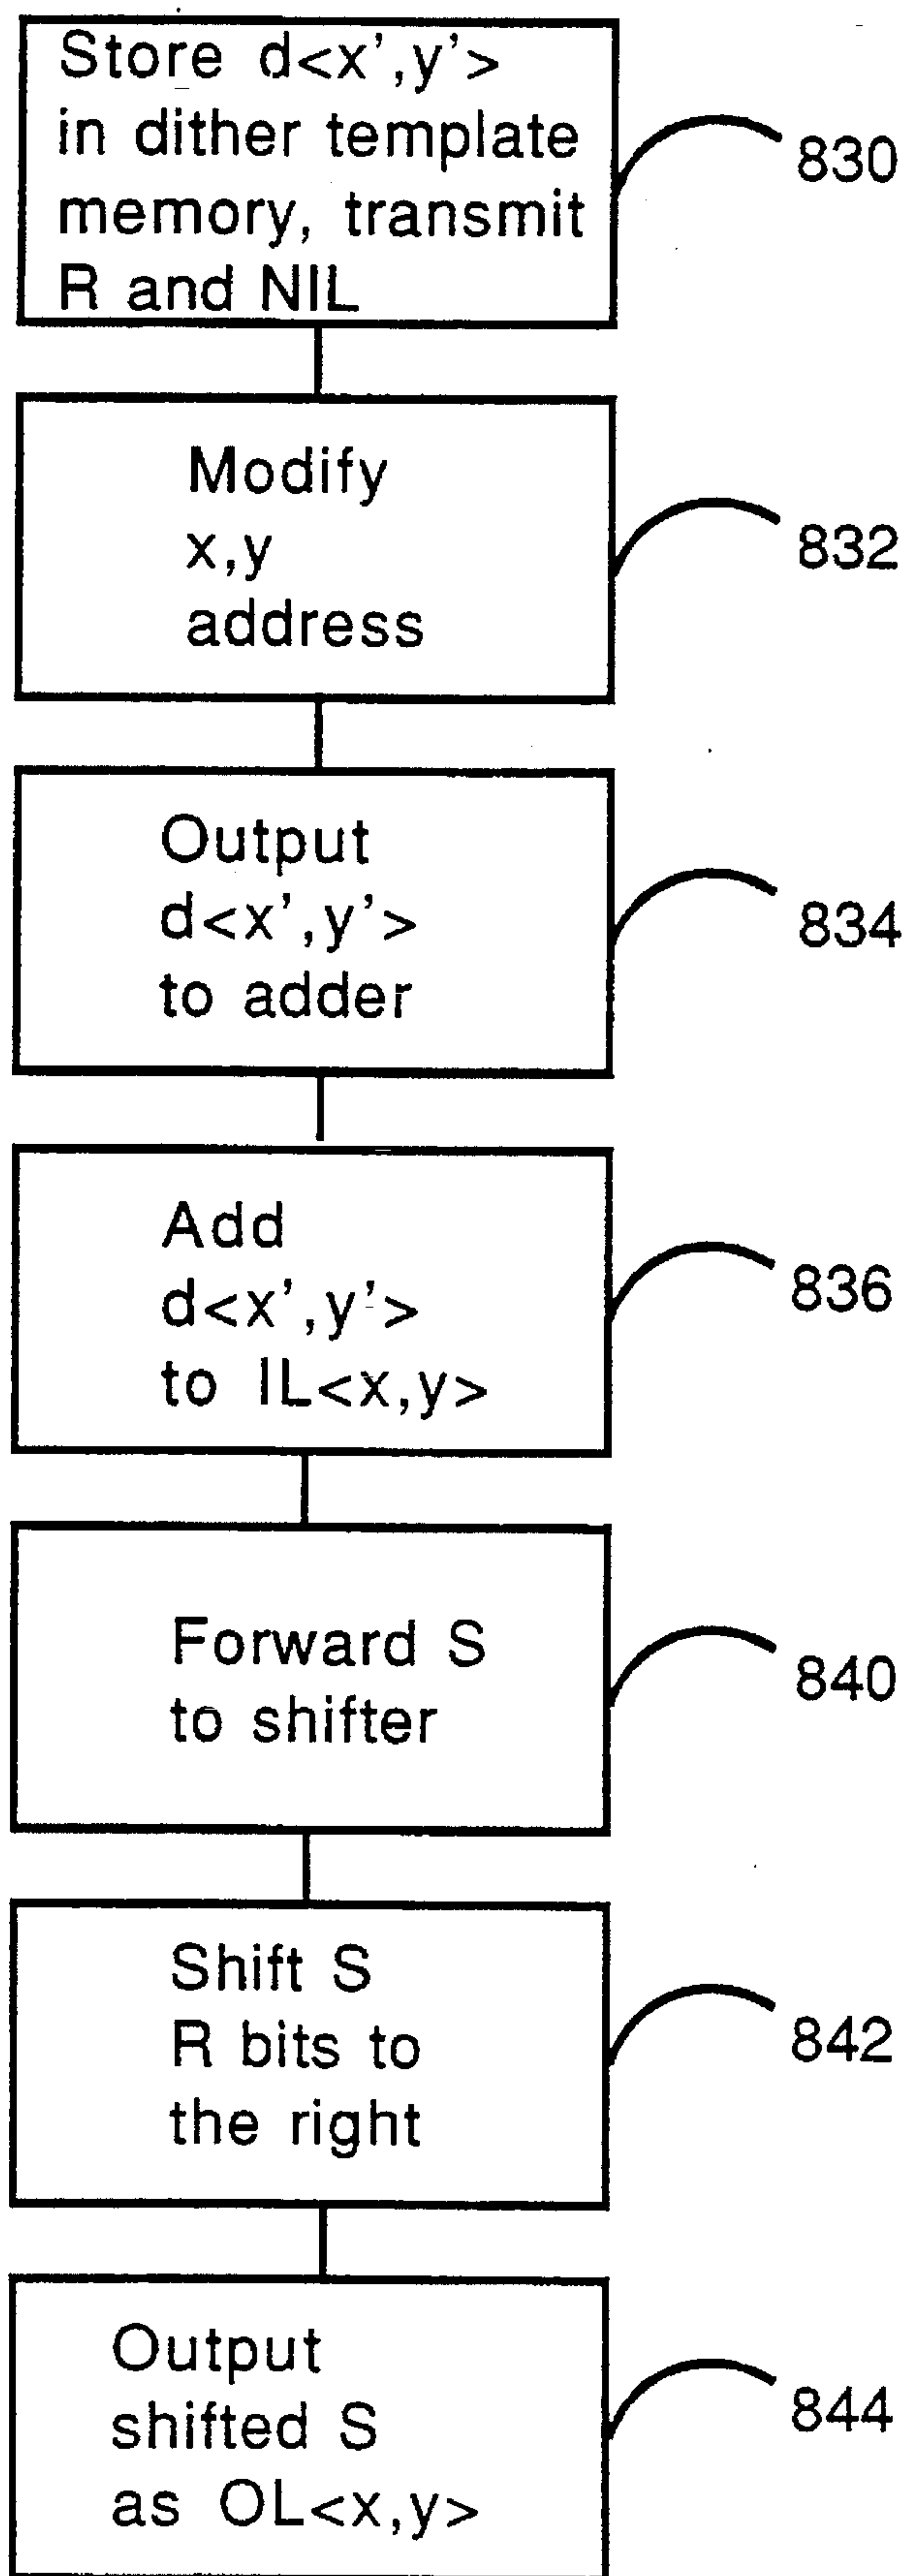 Store d<x',y'>
in dither template
memory, transmit
R and NIL
830
Modify
x,y
address
832
Output
d<x',y'>
to adder
834
Add
d<x',y'>
to IL<x,y>
836
Forward S
to shifter
840
Shift S
R bits to
the right
842
Output
shifted S
as OL<x,y>
844